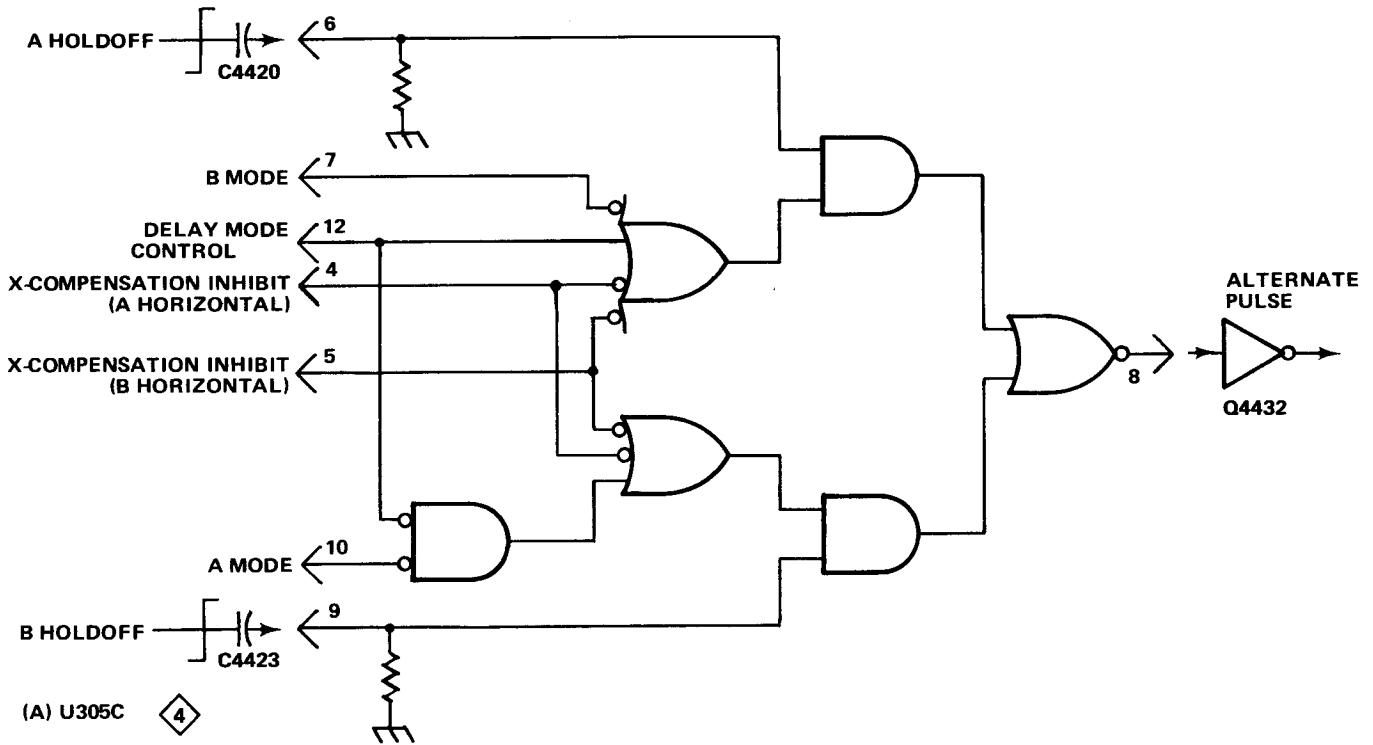 A HOLDOFF
6
C4420
B MODE
7
DELAY MODE
CONTROL
12
X-COMPENSATION INHIBIT
(A HORIZONTAL)
4
X-COMPENSATION INHIBIT
(B HORIZONTAL)
5
ALTERNATE
PULSE
8
Q4432
A MODE
10
B HOLDOFF
9
C4423
(A) U305C
4